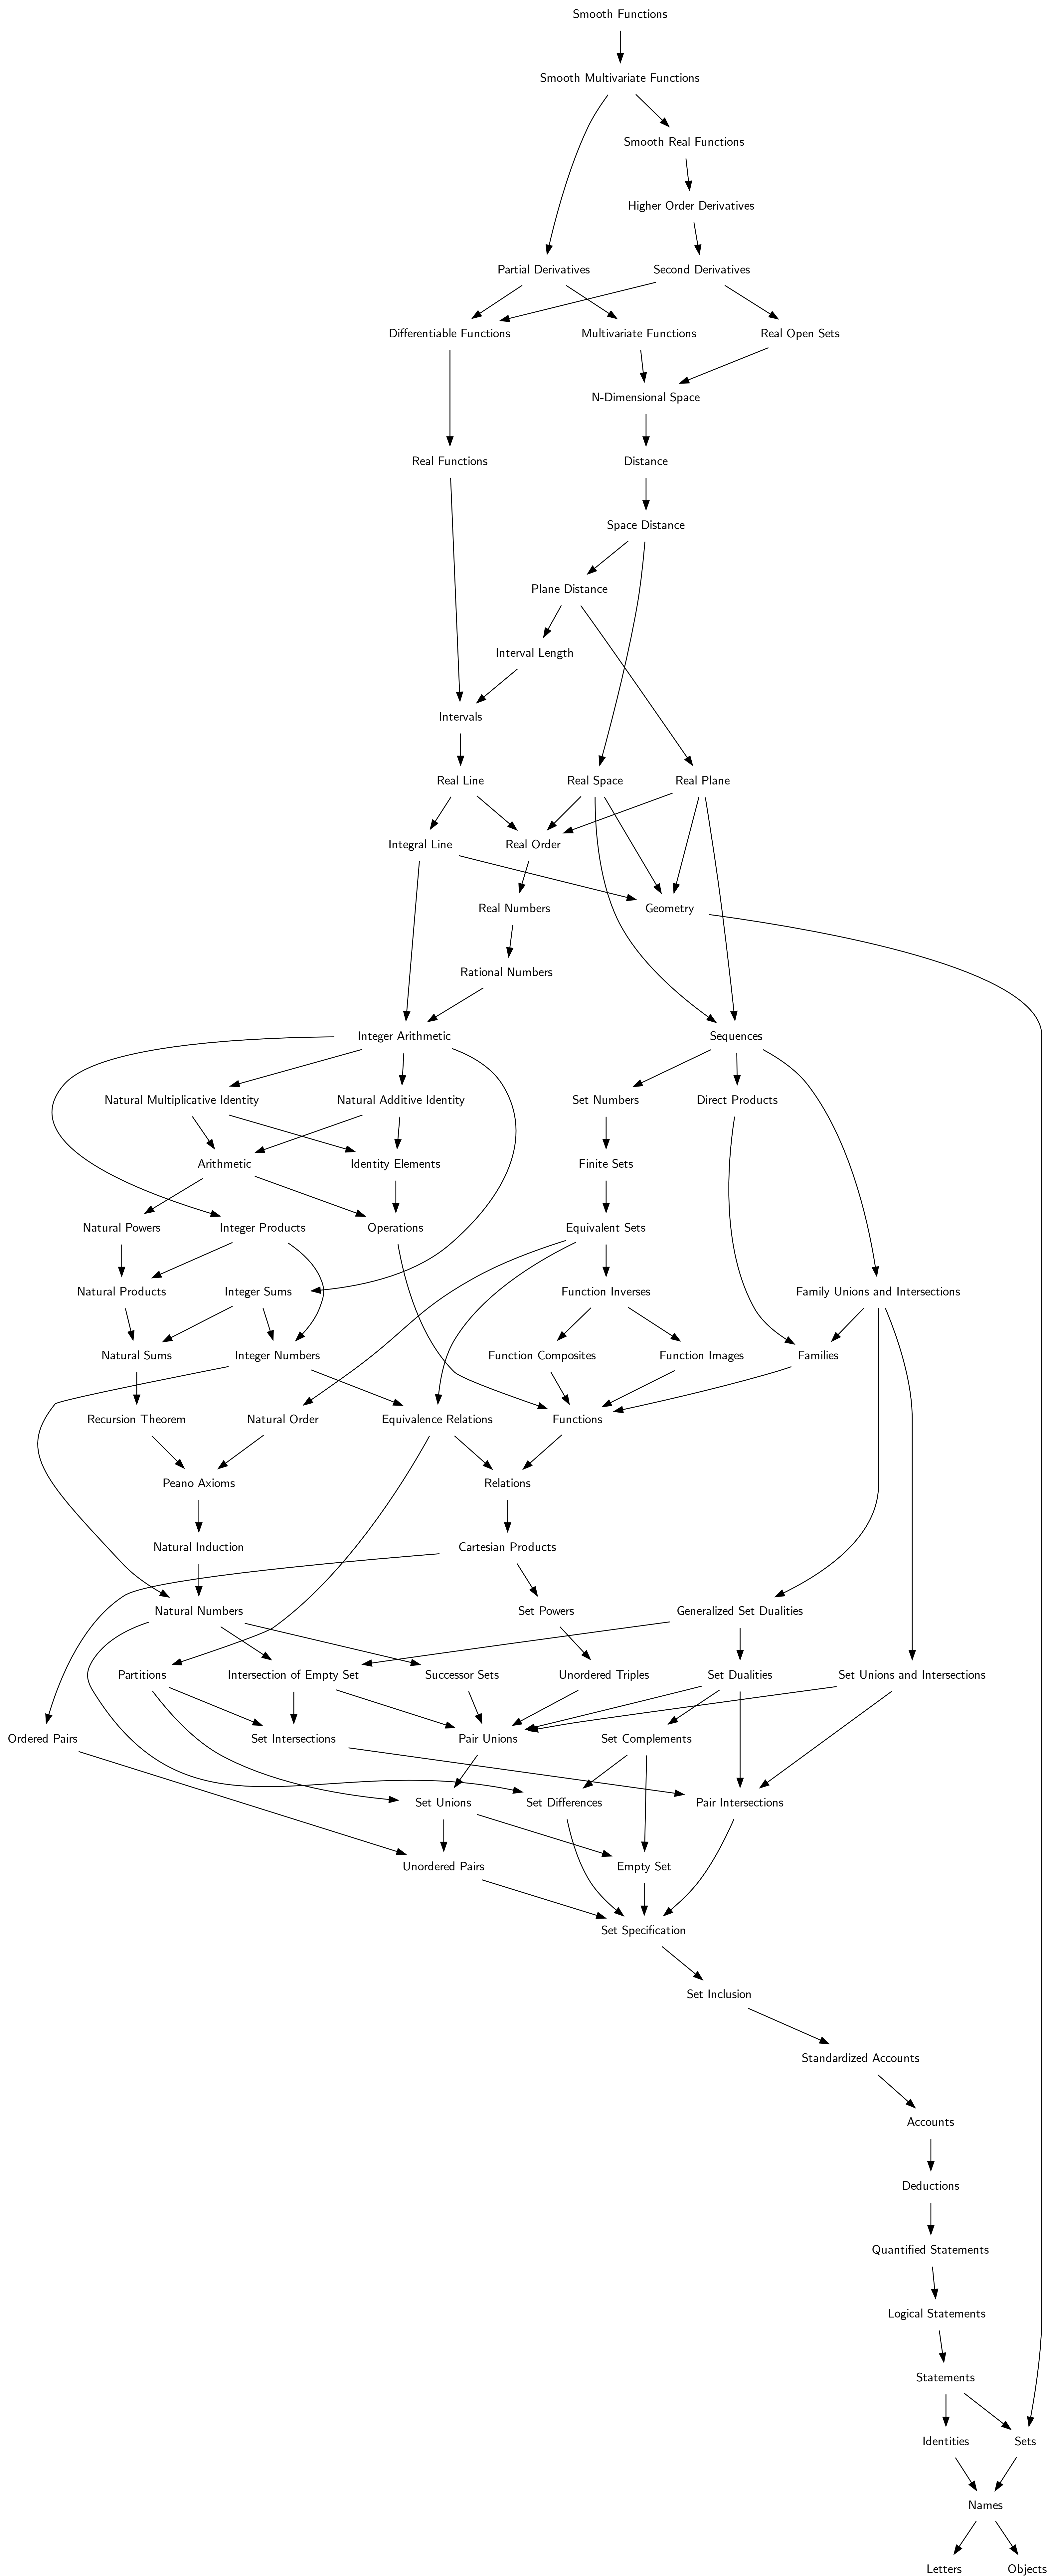 Smooth Functions
Smooth Multivariate Functions
Smooth Real Functions
Higher Order Derivatives
Partial Derivatives
Second Derivatives
Differentiable Functions
Multivariate Functions
Real Open Sets
N-Dimensional Space
Real Functions
Distance
Space Distance
Plane Distance
Interval Length
Intervals
Real Line
Real Space
Real Plane
Integral Line
Real Order
Real Numbers
Geometry
Rational Numbers
Integer Arithmetic
Sequences
Natural Multiplicative Identity
Natural Additive Identity
Set Numbers
Direct Products
Arithmetic
Identity Elements
Finite Sets
Natural Powers
Integer Products
Operations
Equivalent Sets
Natural Products
Integer Sums
Function Inverses
Family Unions and Intersections
Natural Sums
Integer Numbers
Function Composites
Function Images
Families
Recursion Theorem
Natural Order
Equivalence Relations
Functions
Peano Axioms
Relations
Natural Induction
Cartesian Products
Natural Numbers
Set Powers
Generalized Set Dualities
Partitions
Intersection of Empty Set
Successor Sets
Unordered Triples
Set Dualities
Set Unions and Intersections
Ordered Pairs
Set Intersections
Pair Unions
Set Complements
Set Unions
Set Differences
Pair Intersections
Unordered Pairs
Empty Set
Set Specification
Set Inclusion
Standardized Accounts
Accounts
Deductions
Quantified Statements
Logical Statements
Statements
Identities
Sets
Names
Letters
Objects